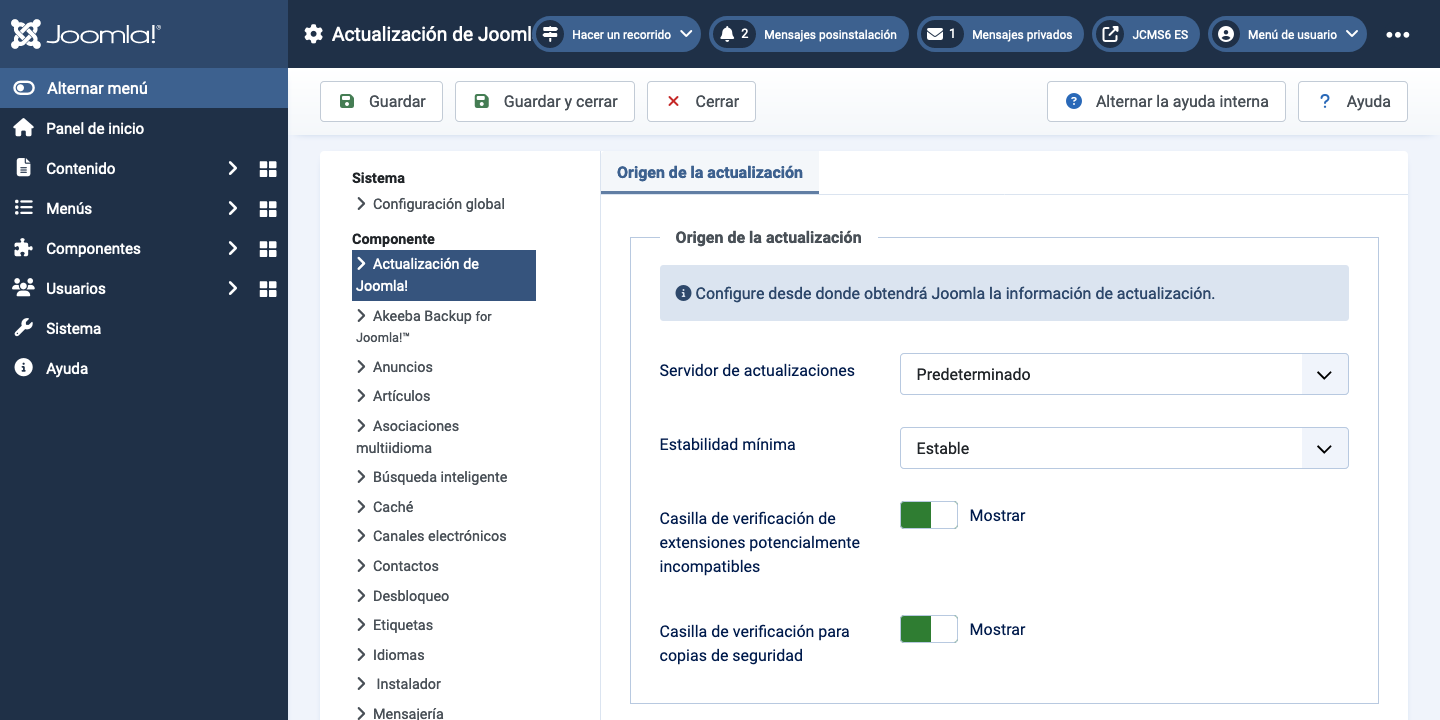 Joomla!®
Actualización de Jooml
Hacer un recorrido
2 Mensajes posinstalación
1 Mensajes privados
JCMS6 ES
Menú de usuario
Alternar menú
Panel de inicio
Contenido
Menús
Componentes
Usuarios
Sistema
Ayuda
Guardar
Guardar y cerrar
Cerrar
Alternar la ayuda interna
? Ayuda
Sistema
Configuración global
Componente
Actualización de
Joomla!
Akeeba Backup for
Joomla!™
Anuncios
Artículos
Asociaciones
multiidioma
Búsqueda inteligente
Caché
Canales electrónicos
Contactos
Desbloqueo
Etiquetas
Idiomas
Instalador
Mensajería
Origen de la actualización
Origen de la actualización
Configure desde donde obtendrá Joomla la información de actualización.
Servidor de actualizaciones
Predeterminado
Estabilidad mínima
Estable
Casilla de verificación de
extensiones potencialmente
incompatibles
Mostrar
Casilla de verificación para
copias de seguridad
Mostrar